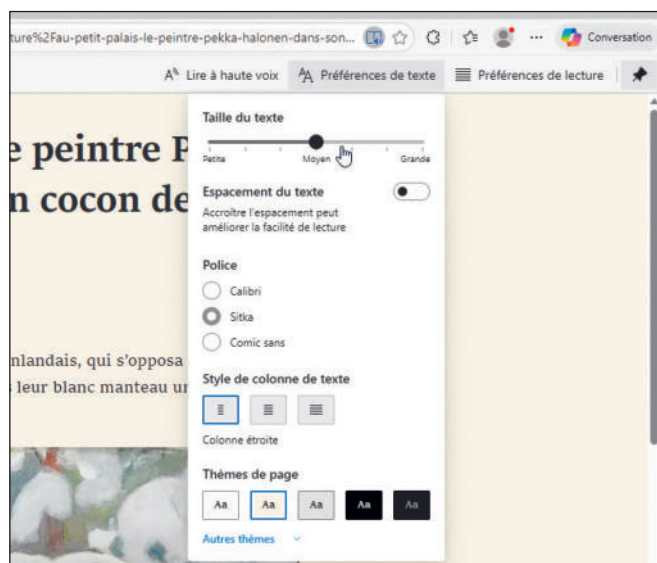 ture%2Fau-petit-palais-le-peintre-pekka-halonen-dans-son... Conversation
Lire à haute voix Préférences de texte Préférences de lecture
Taille du texte
Petite Moyen Grande
Espacement du texte
Accroître l'espacement peut
améliorer la facilité de lecture
Police
Calibri
Sitka
Comic sans
Style de colonne de texte
Colonne étroite
Thèmes de page
Aa Aa Aa Aa Aa
Autres thèmes
e peintre P
n cocon de
nlandais, qui s'opposa
leur blanc manteau un